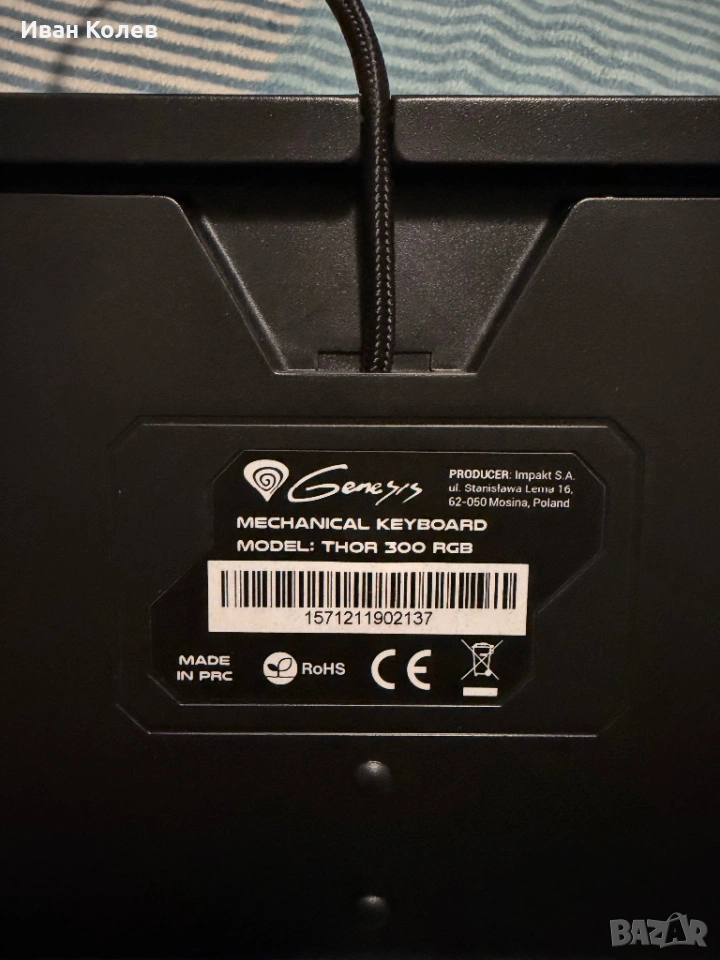 Иван Колев
Genesis
PRODUCER: Impakt S.A.
ul. Stanisława Lema 16,
62-050 Mosina, Poland
MECHANICAL KEYBOARD
MODEL: THOR 300 RGB
1571211902137
MADE
IN PRC
RoHS
CE
BAZAR